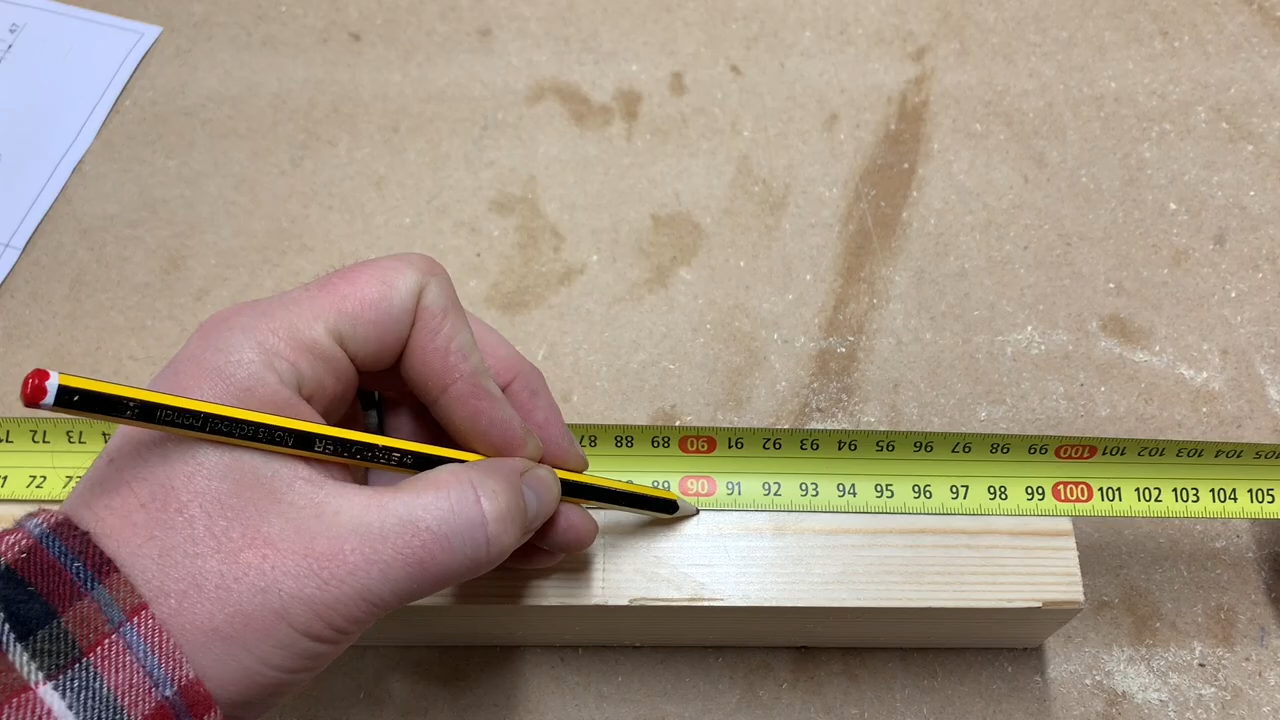 47
71 72 73 87 88 89 90 91 92 93 94 95 96 97 98 99 100 101 102 103 104 105
Noris school pencil STAEDTLER
71 72 73 89 90 91 92 93 94 95 96 97 98 99 100 101 102 103 104 105